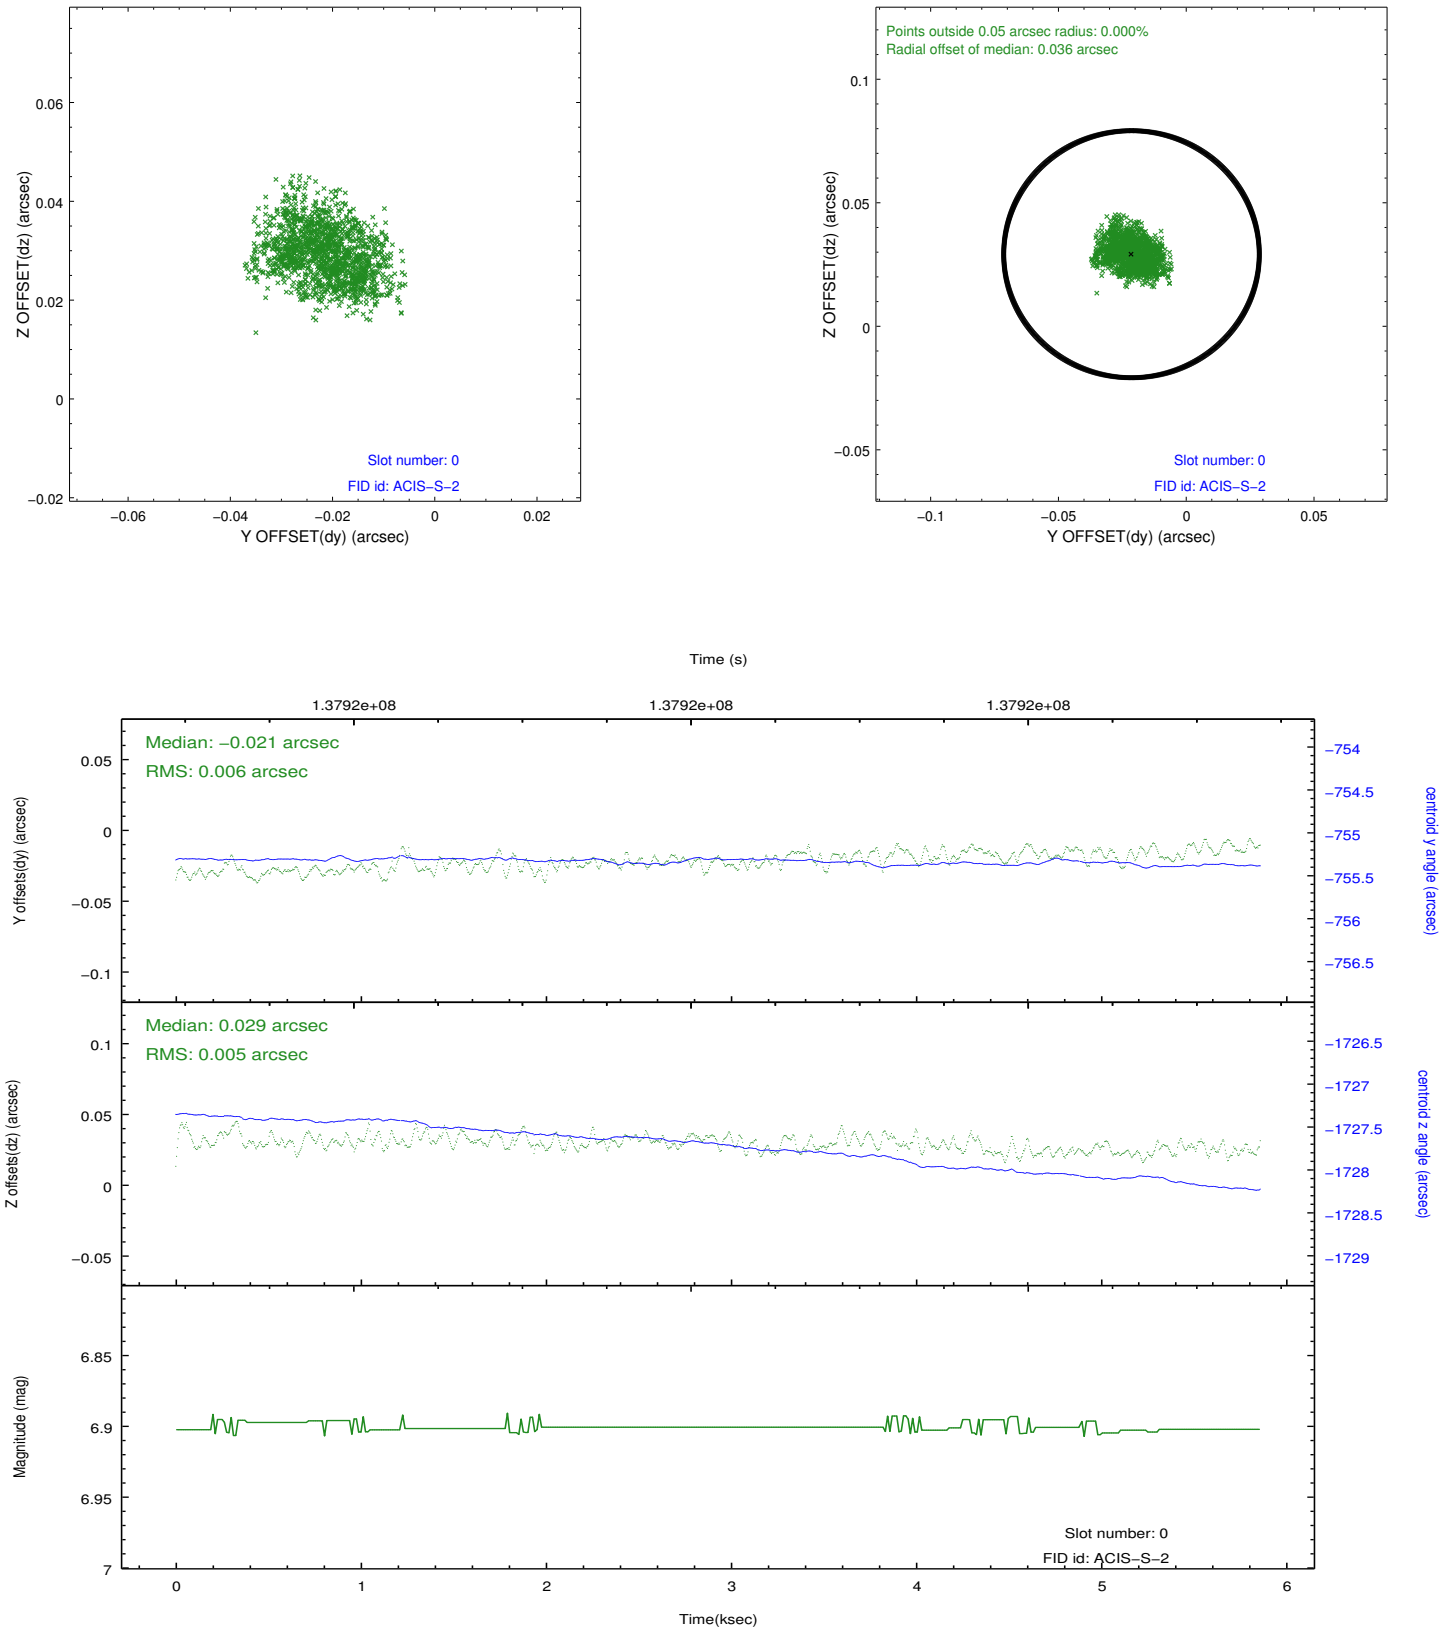 0.06
0.04
0.02
0
−0.02
−0.06
−0.04
−0.02
0
0.02
Z OFFSET(dz) (arcsec)
Y OFFSET(dy) (arcsec)
Slot number: 0
FID id: ACIS−S−2
Points outside 0.05 arcsec radius: 0.000%
Radial offset of median: 0.036 arcsec
0.1
0.05
0
−0.05
−0.1
−0.05
0
0.05
Z OFFSET(dz) (arcsec)
Y OFFSET(dy) (arcsec)
Slot number: 0
FID id: ACIS−S−2
Time (s)
1.3792e+08
1.3792e+08
1.3792e+08
Median: −0.021 arcsec
RMS: 0.006 arcsec
0.05
0
−0.05
−0.1
Y offsets(dy) (arcsec)
−754
−754.5
−755
−755.5
−756
−756.5
centroid y angle (arcsec)
Median: 0.029 arcsec
RMS: 0.005 arcsec
0.1
0.05
0
−0.05
Z offsets(dz) (arcsec)
−1726.5
−1727
−1727.5
−1728
−1728.5
−1729
centroid z angle (arcsec)
6.85
6.9
6.95
7
Magnitude (mag)
Slot number: 0
FID id: ACIS−S−2
0
1
2
3
4
5
6
Time(ksec)